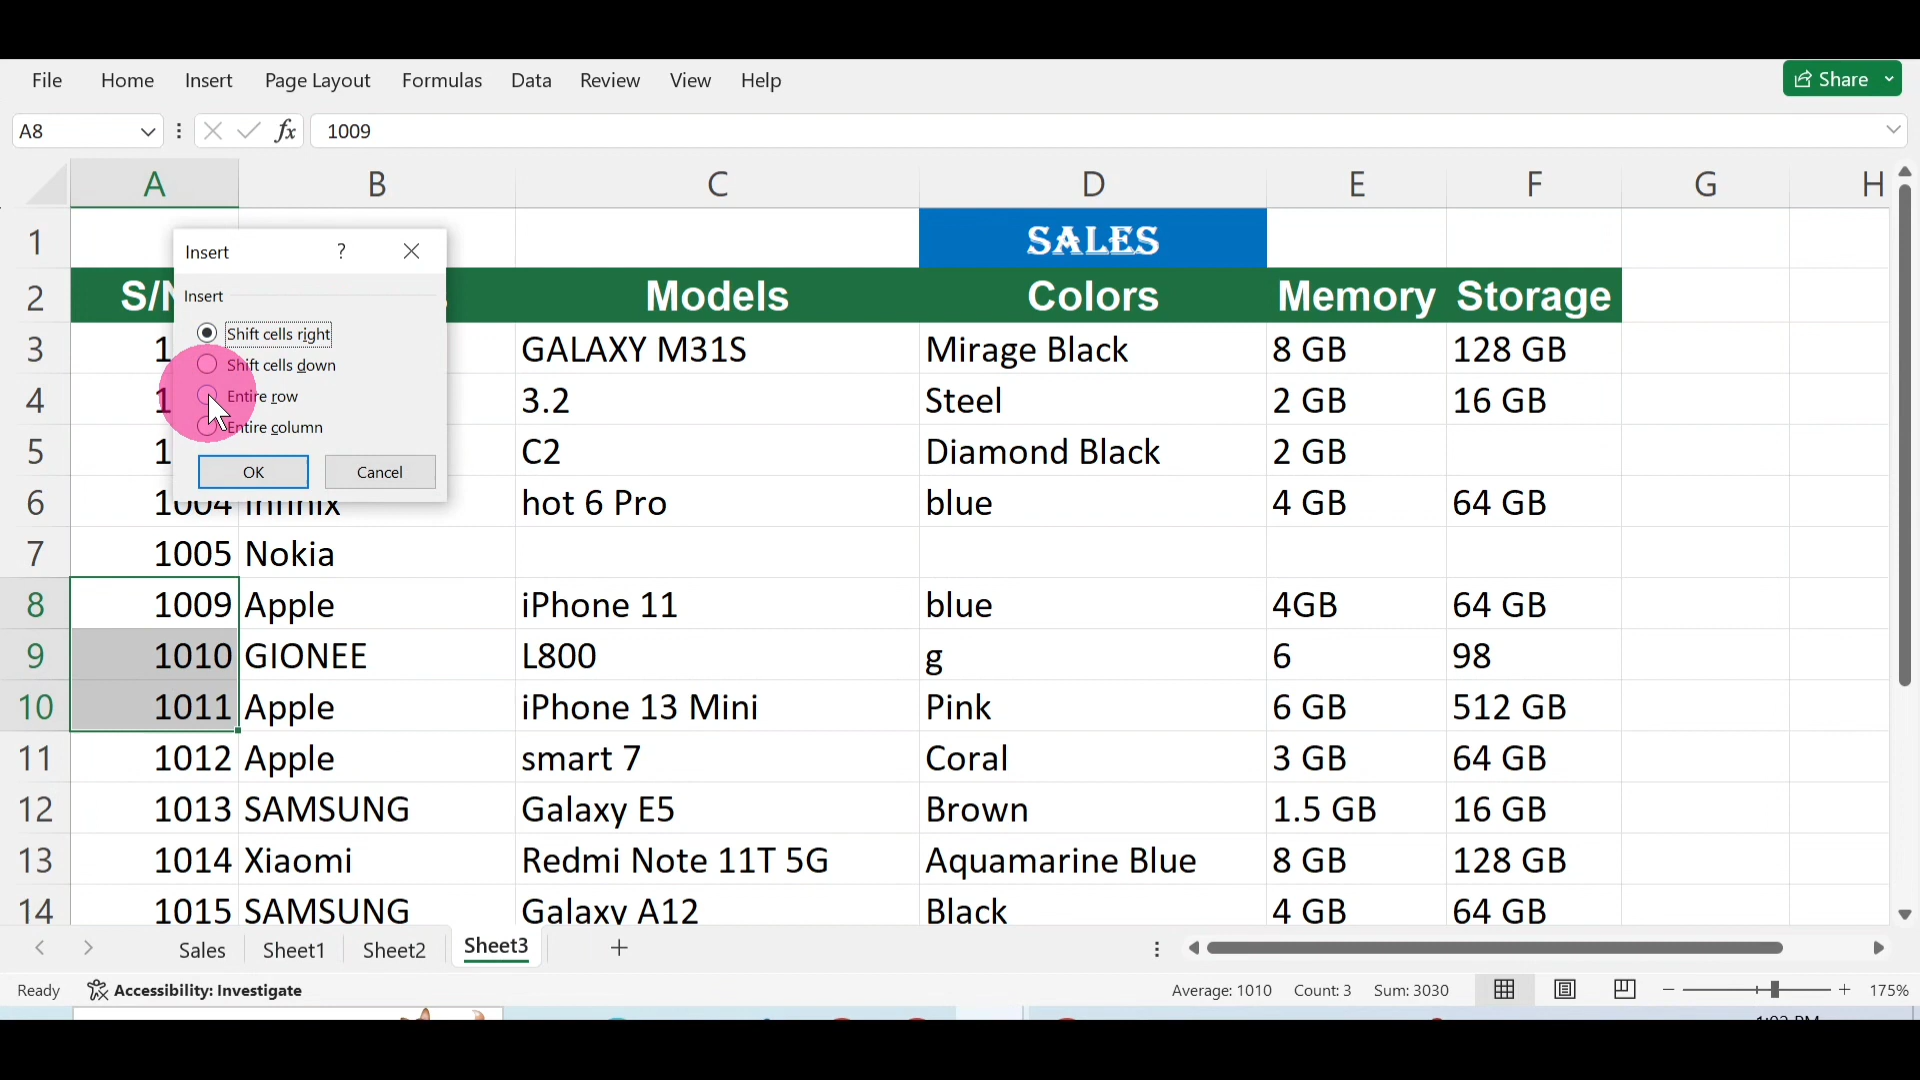 File Home Insert Page Layout Formulas Data Review View Help Share
A8 fx 1009
A B C D E F G H
1 SALES
2 Models Colors Memory Storage
3 GALAXY M31S Mirage Black 8 GB 128 GB
4 3.2 Steel 2 GB 16 GB
5 C2 Diamond Black 2 GB
6 1004 Infinix hot 6 Pro blue 4 GB 64 GB
7 1005 Nokia
8 1009 Apple iPhone 11 blue 4GB 64 GB
9 1010 GIONEE L800 g 6 98
10 1011 Apple iPhone 13 Mini Pink 6 GB 512 GB
11 1012 Apple smart 7 Coral 3 GB 64 GB
12 1013 SAMSUNG Galaxy E5 Brown 1.5 GB 16 GB
13 1014 Xiaomi Redmi Note 11T 5G Aquamarine Blue 8 GB 128 GB
14 1015 SAMSUNG Galaxy A12 Black 4 GB 64 GB
Insert ?
Insert
Shift cells right
Shift cells down
Entire row
Entire column
OK Cancel
Sales Sheet1 Sheet2 Sheet3
Ready Accessibility: Investigate Average: 1010 Count: 3 Sum: 3030 175%